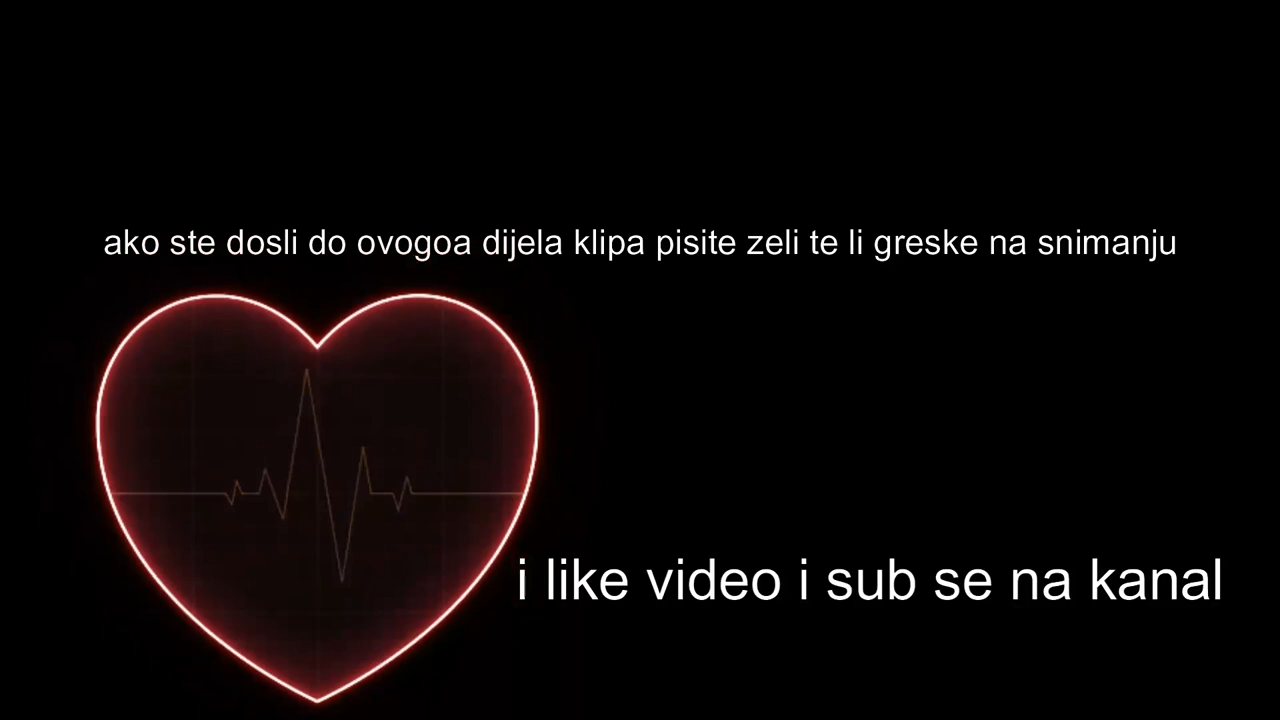 ako ste dosli do ovogoa dijela klipa pisite zeli te li greske na snimanju
i like video i sub se na kanal